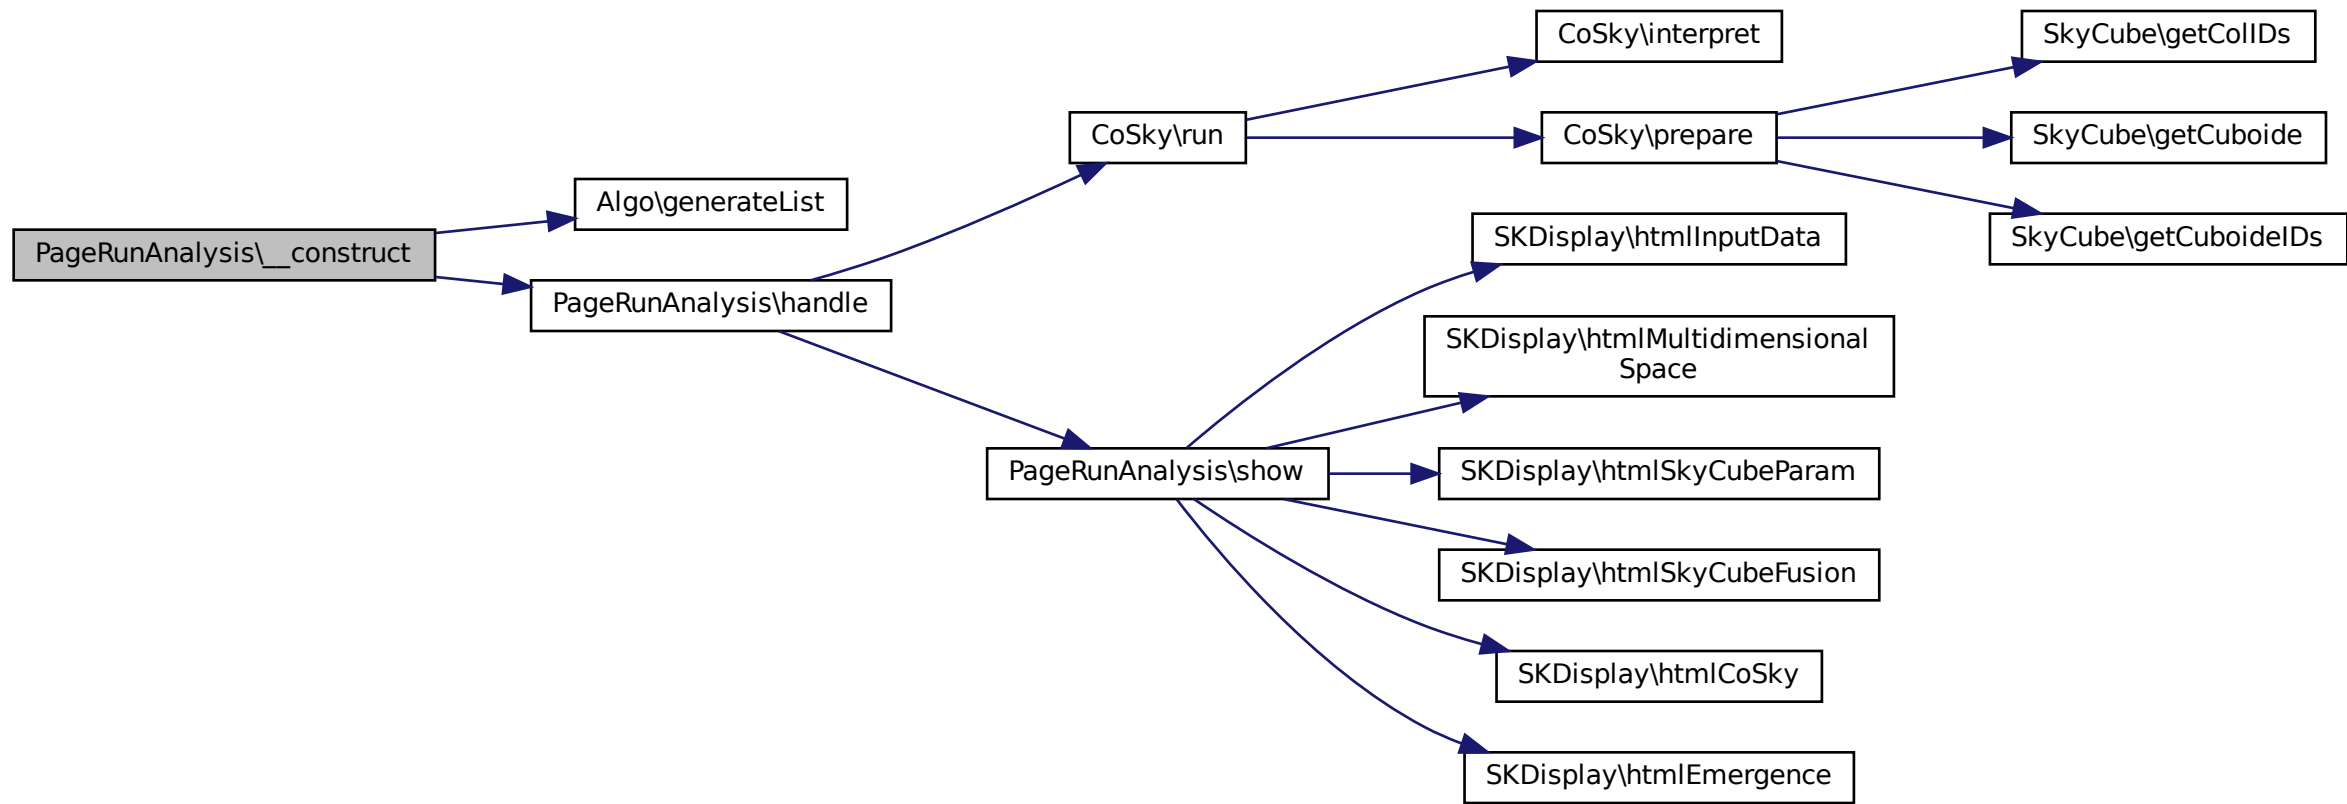 PageRunAnalysis\__construct
Algo\generateList
PageRunAnalysis\handle
CoSky\run
CoSky\interpret
CoSky\prepare
SkyCube\getColIDs
SkyCube\getCuboide
SkyCube\getCuboideIDs
PageRunAnalysis\show
SKDisplay\htmlInputData
SKDisplay\htmlMultidimensional
Space
SKDisplay\htmlSkyCubeParam
SKDisplay\htmlSkyCubeFusion
SKDisplay\htmlCoSky
SKDisplay\htmlEmergence